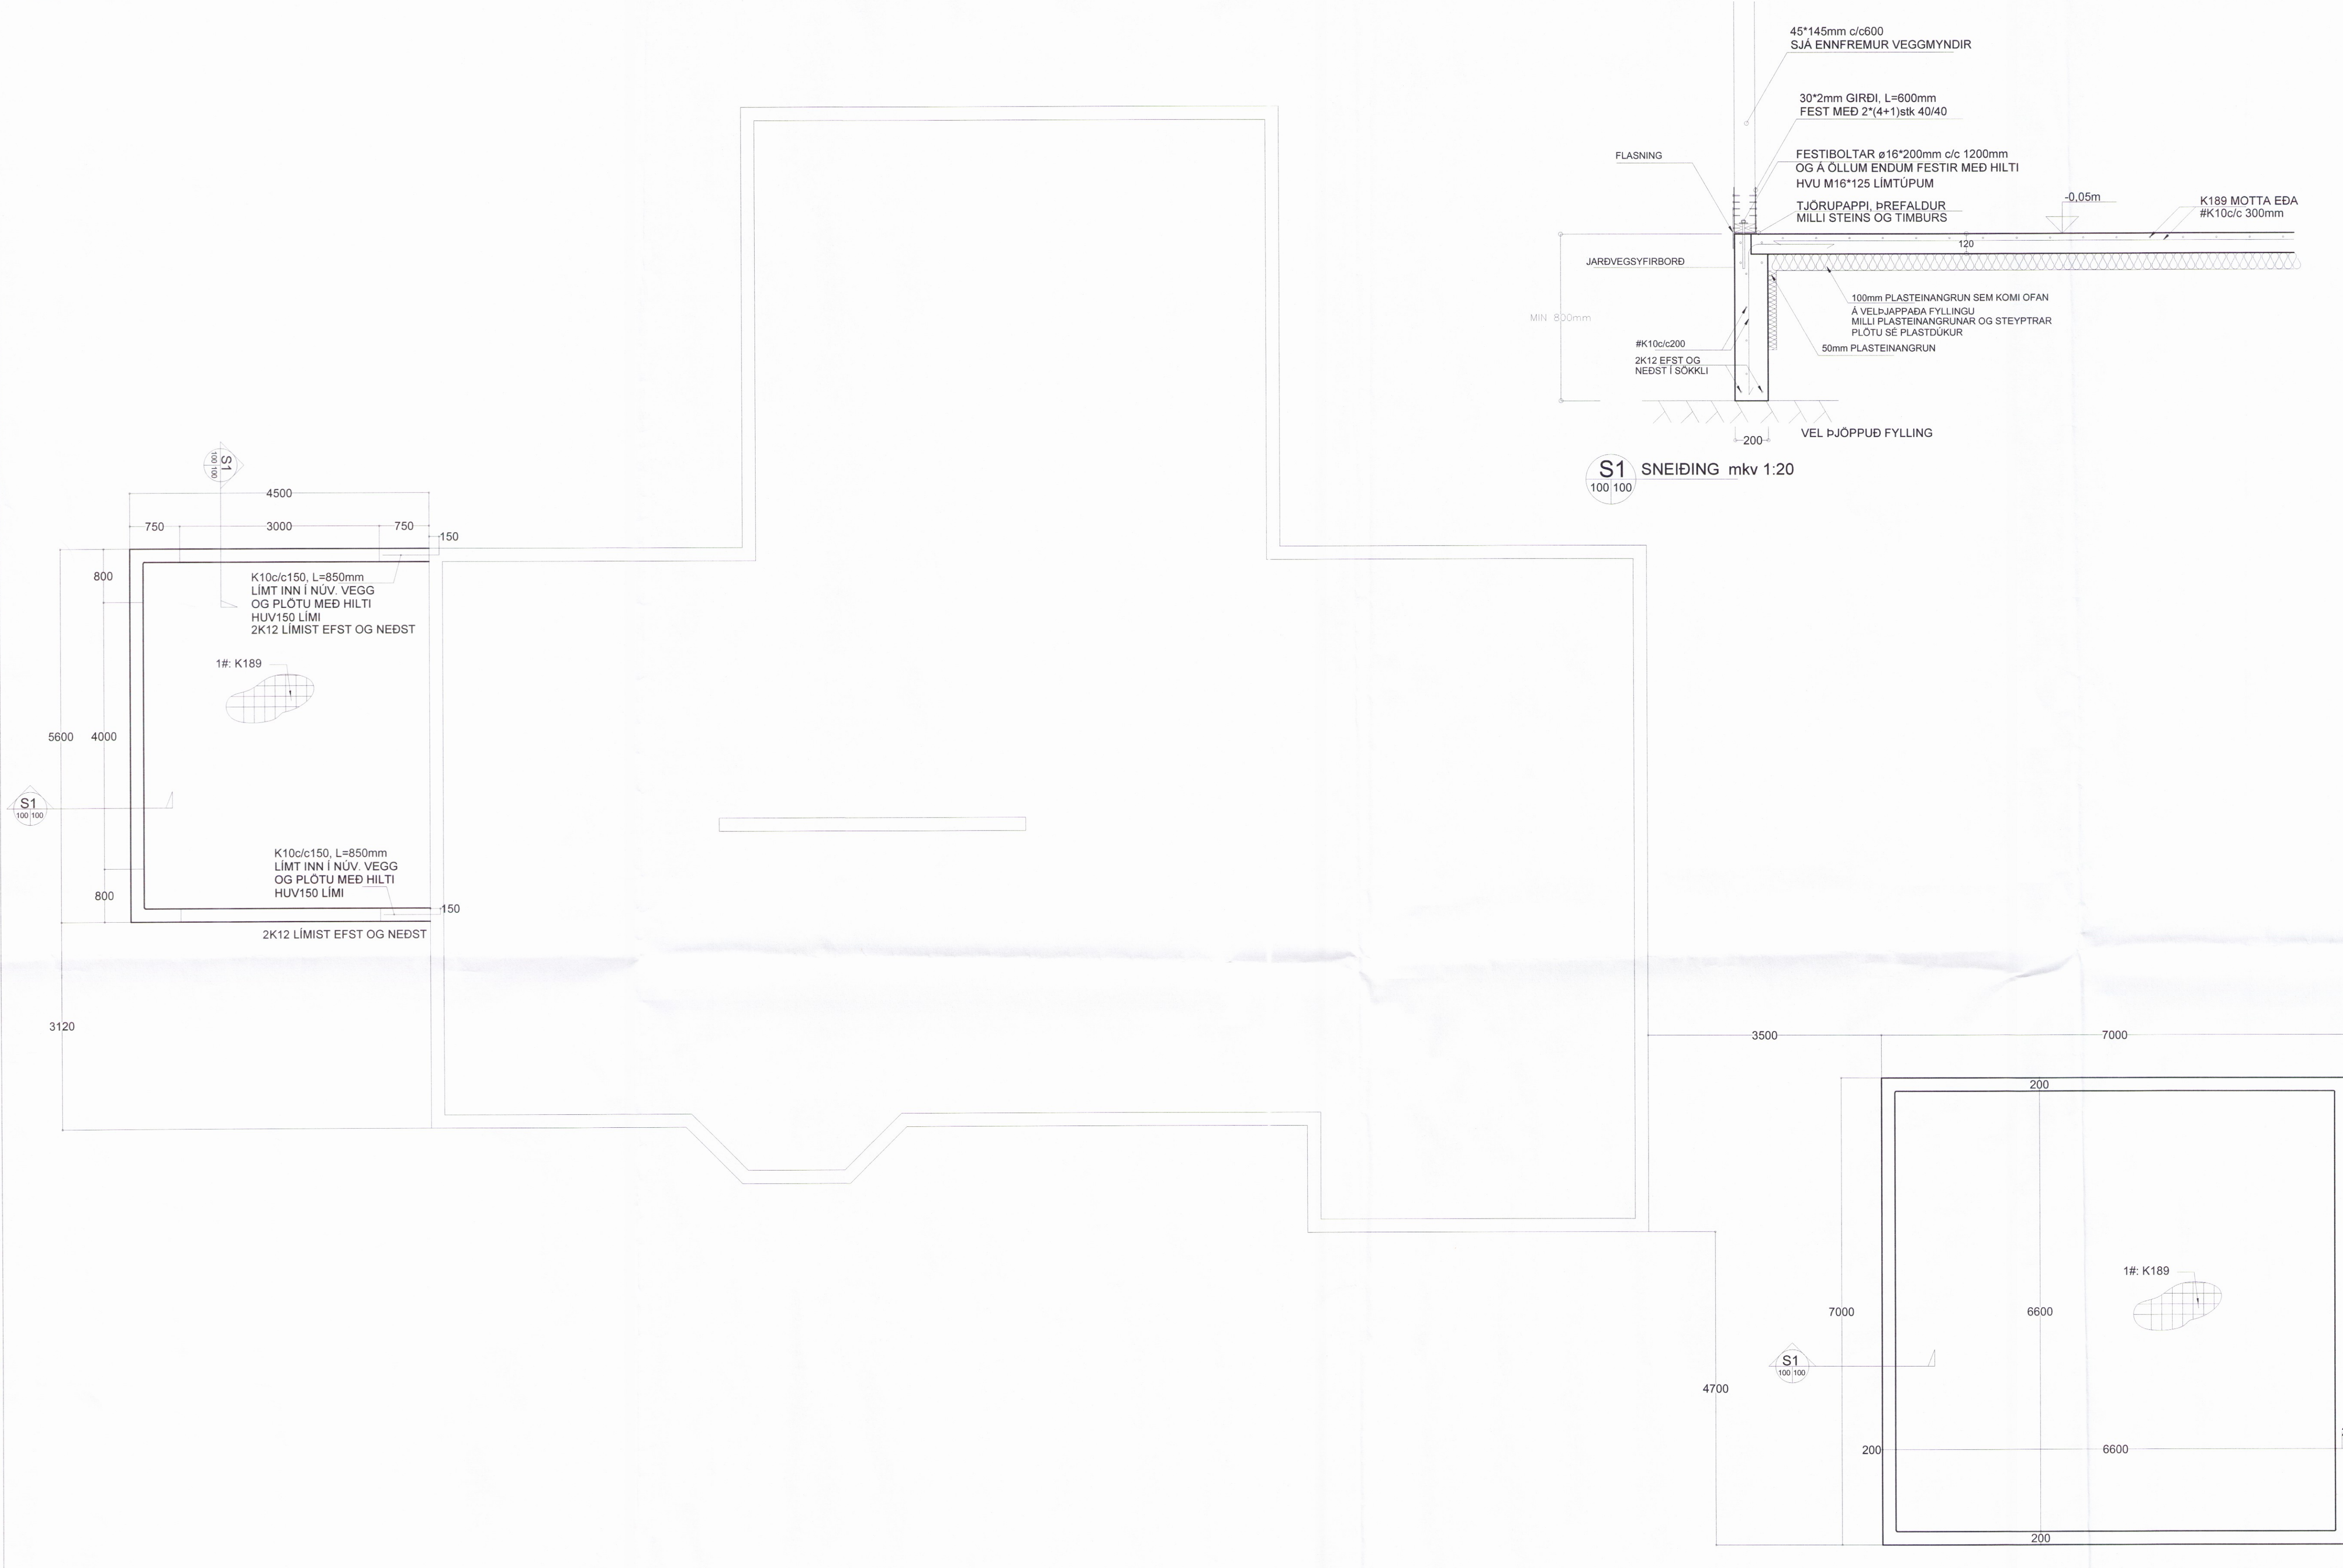 45*145mm c/c600
SJÁ ENNFREMUR VEGGMYNDIR
30*2mm GIRÐI, L=600mm
FEST MEÐ 2*(4+1)stk 40/40
FLASNING
FESTIBOLTAR ø16*200mm c/c 1200mm
OG Á ÖLLUM ENDUM FESTIR MEÐ HILTI
HVU M16*125 LÍMTÚPUM
TJÖRUPAPPI, ÞREFALDUR
MILLI STEINS OG TIMBURS
-0,05m
K189 MOTTA EÐA
#K10c/c 300mm
120
JARÐVEGSYFIRBORÐ
MIN 800mm
100mm PLASTEINANGRUN SEM KOMI OFAN
Á VELÞJAPPAÐA FYLLINGU
MILLI PLASTEINANGRUNAR OG STEYPTRAR
PLÖTU SÉ PLASTDÚKUR
50mm PLASTEINANGRUN
#K10c/c200
2K12 EFST OG
NEÐST Í SÖKKLI
200
VEL ÞJÖPPUÐ FYLLING
S1
100 100
SNEIÐING mkv 1:20
S1
100 100
4500
750
3000
750
150
800
K10c/c150, L=850mm
LÍMT INN Í NÚV. VEGG
OG PLÖTU MEÐ HILTI
HUV150 LÍMI
2K12 LÍMIST EFST OG NEÐST
1#: K189
5600
4000
S1
100 100
K10c/c150, L=850mm
LÍMT INN Í NÚV. VEGG
OG PLÖTU MEÐ HILTI
HUV150 LÍMI
800
150
2K12 LÍMIST EFST OG NEÐST
3120
3500
7000
200
1#: K189
7000
6600
S1
100 100
4700
200
6600
200